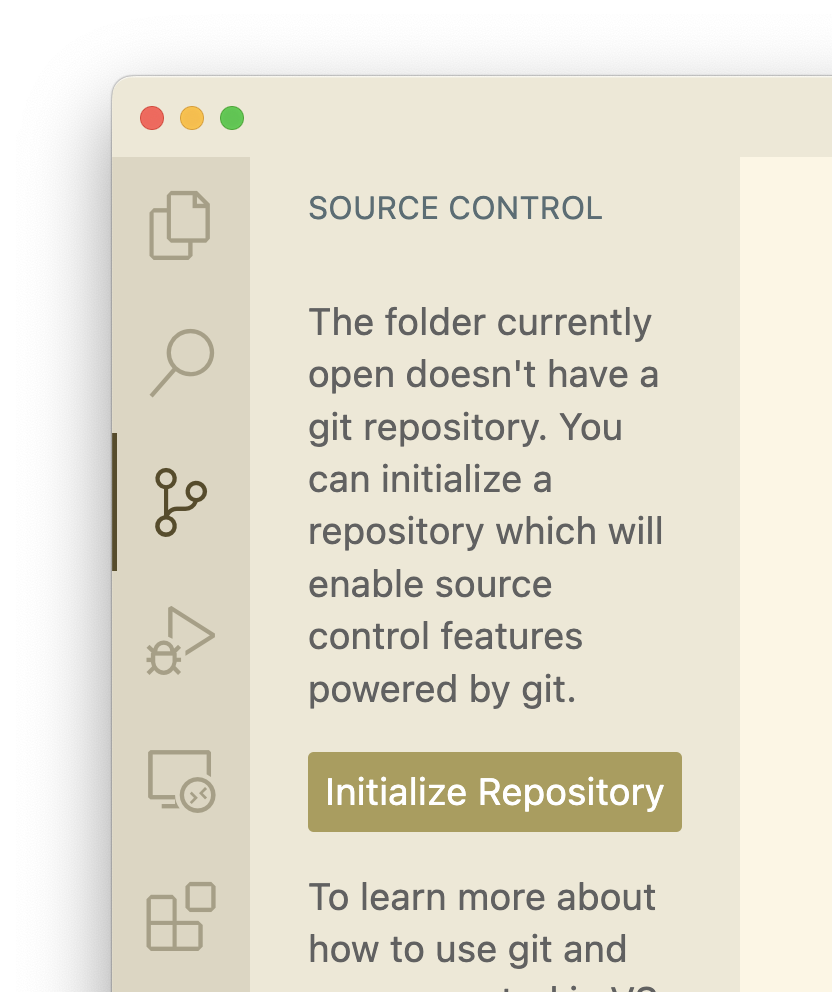 SOURCE CONTROL
The folder currently
open doesn't have a
git repository. You
can initialize a
repository which will
enable source
control features
powered by git.
Initialize Repository
To learn more about
how to use git and